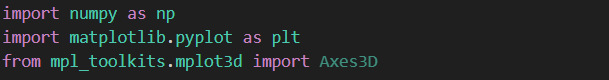 import numpy as np
import matplotlib.pyplot as plt
from mpl_toolkits.mplot3d import Axes3D